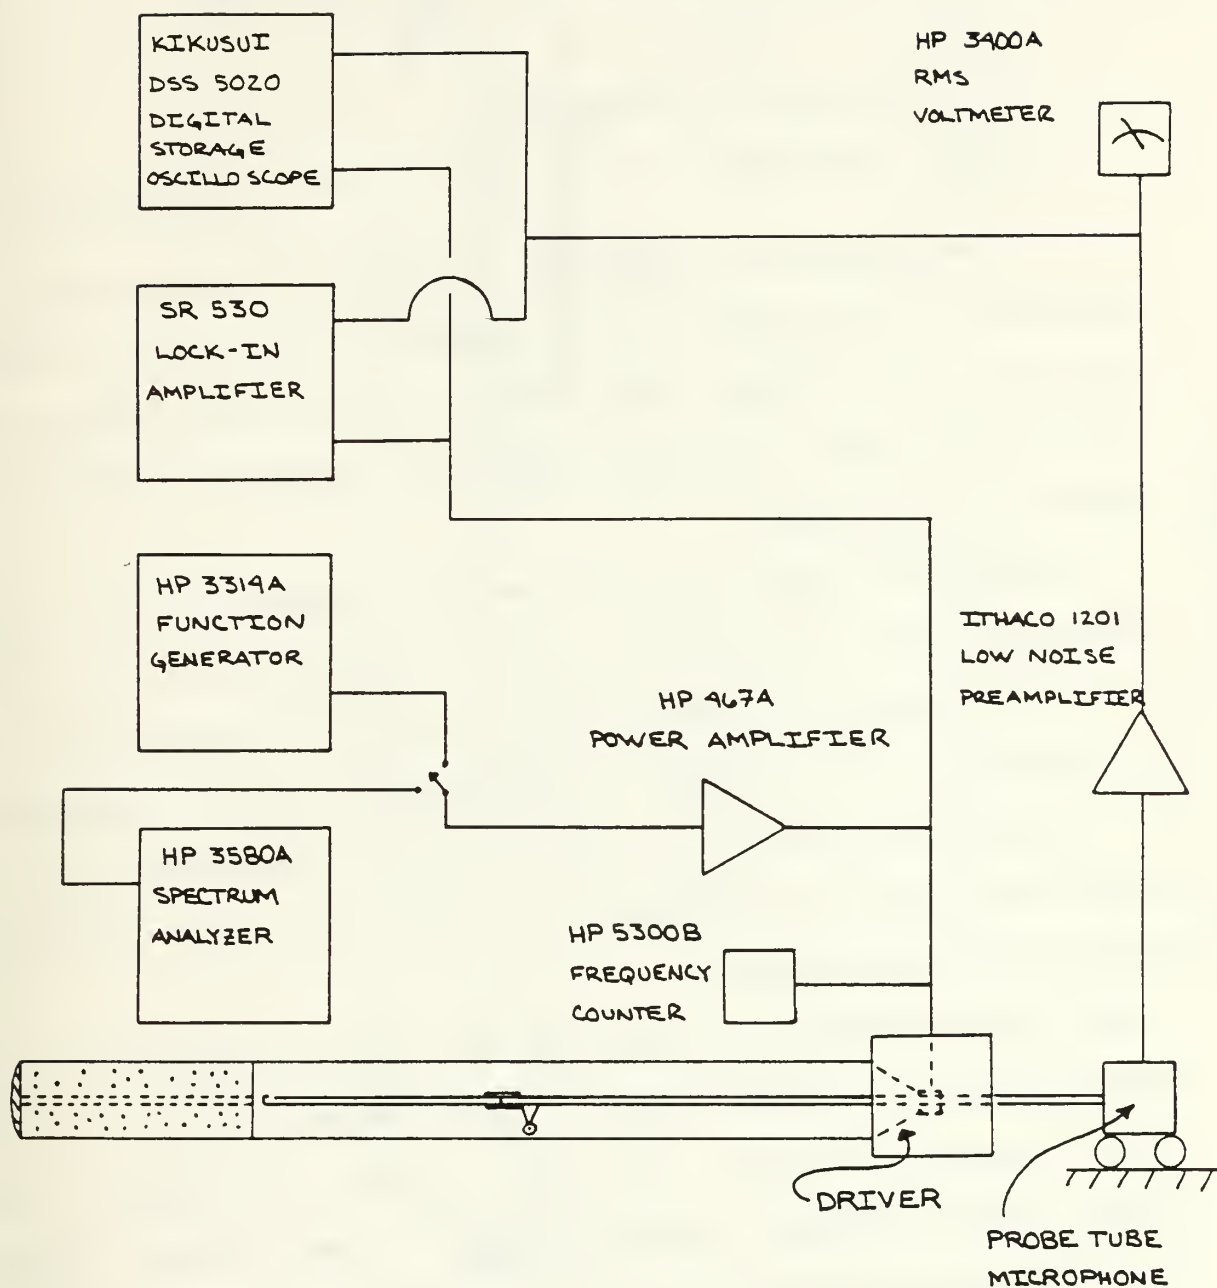 KIKUSUI
DSS 5020
DIGITAL
STORAGE
OSCILLO SCOPE
HP 3400A
RMS
VOLTMETER
SR 530
LOCK-IN
AMPLIFIER
HP 3314A
FUNCTION
GENERATOR
ITHACO 1201
LOW NOISE
PREAMPLIFIER
HP 467A
POWER AMPLIFIER
HP 3580A
SPECTRUM
ANALYZER
HP 5300B
FREQUENCY
COUNTER
DRIVER
PROBE TUBE
MICROPHONE